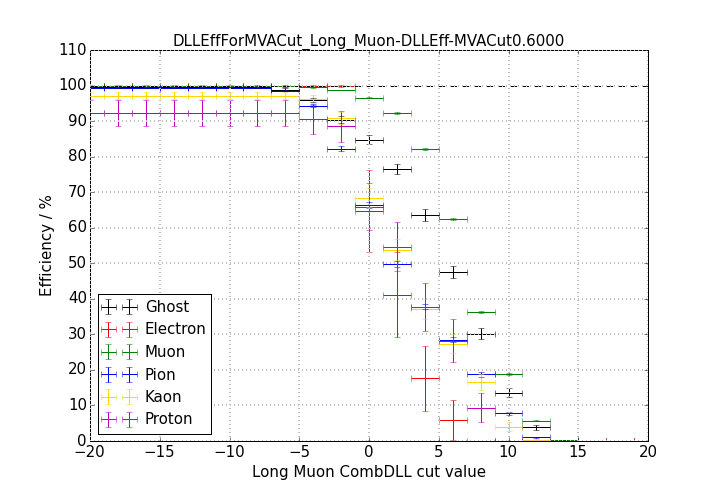 DLLEffForMVACut_Long_Muon-DLLEff-MVACut0.6000
110
100
90
80
70
60
50
40
30
20
10
0
Efficiency / %
Ghost
Electron
Muon
Pion
Kaon
Proton
−20 −15 −10 −5 0 5 10 15 20
Long Muon CombDLL cut value